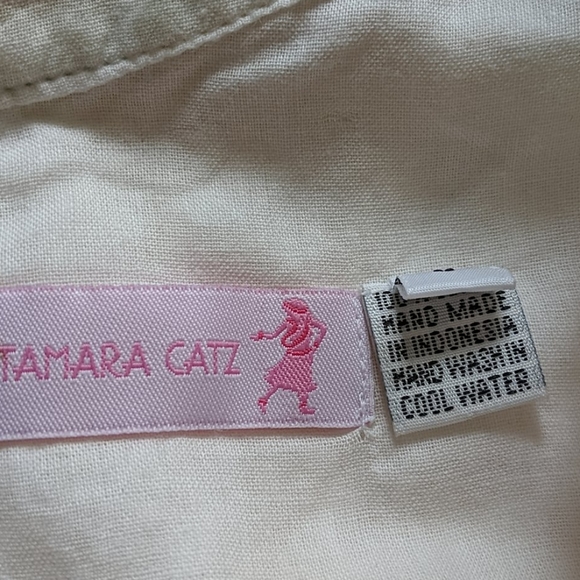 TAMARA CATZ
HAND MADE
IN INDONESIA
HAND WASH IN
COOL WATER